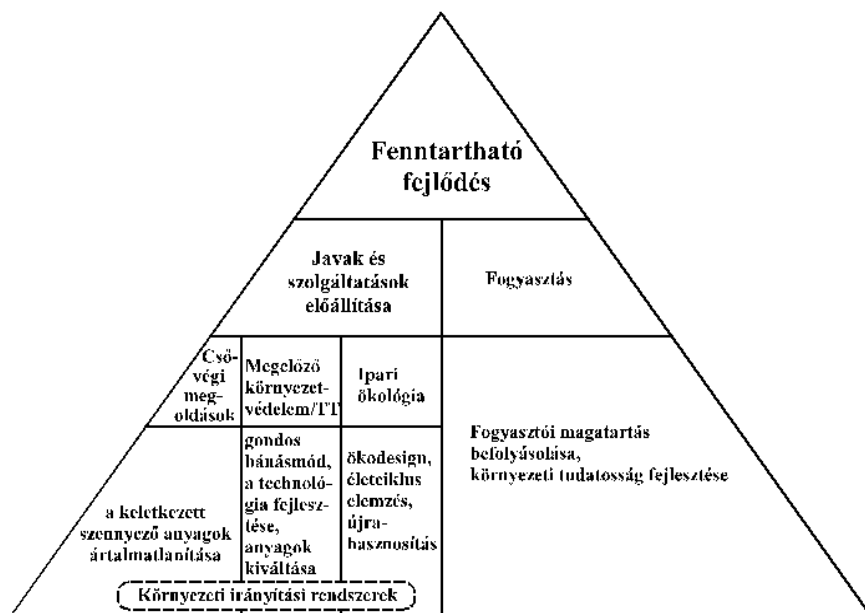 Fenntartható
fejlődés
Javak és
szolgáltatások
előállítása
Fogyasztás
Cső-
végi
meg-
oldások
Megelőző
környezet-
védelem/TT
Ipari
ökológia
a keletkezett
szennyező anyagok
ártalmatlanítása
gondos
bánásmód,
a technoló-
gia fejlesz-
tése,
anyagok
kiváltása
ökodesign,
életciklus
elemzés,
újra-
hasznosítás
Fogyasztói magatartás
befolyásolása,
környezeti tudatosság fejlesztése
Környezeti irányítási rendszerek